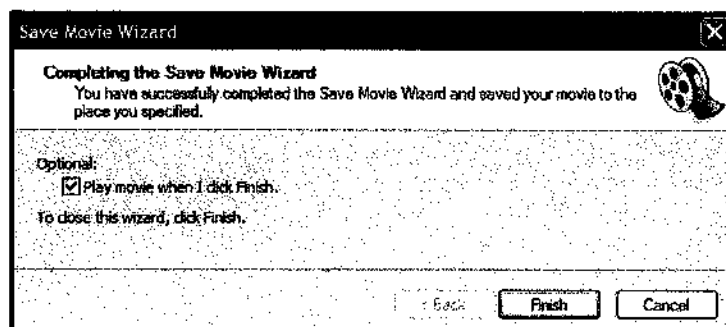 Save Movie Wizard
Completing the Save Movie Wizard
You have successfully completed the Save Movie Wizard and saved your movie to the
place you specified.
Optional:
Play movie when I click Finish.
To close this wizard, click Finish.
< Back
Finish
Cancel